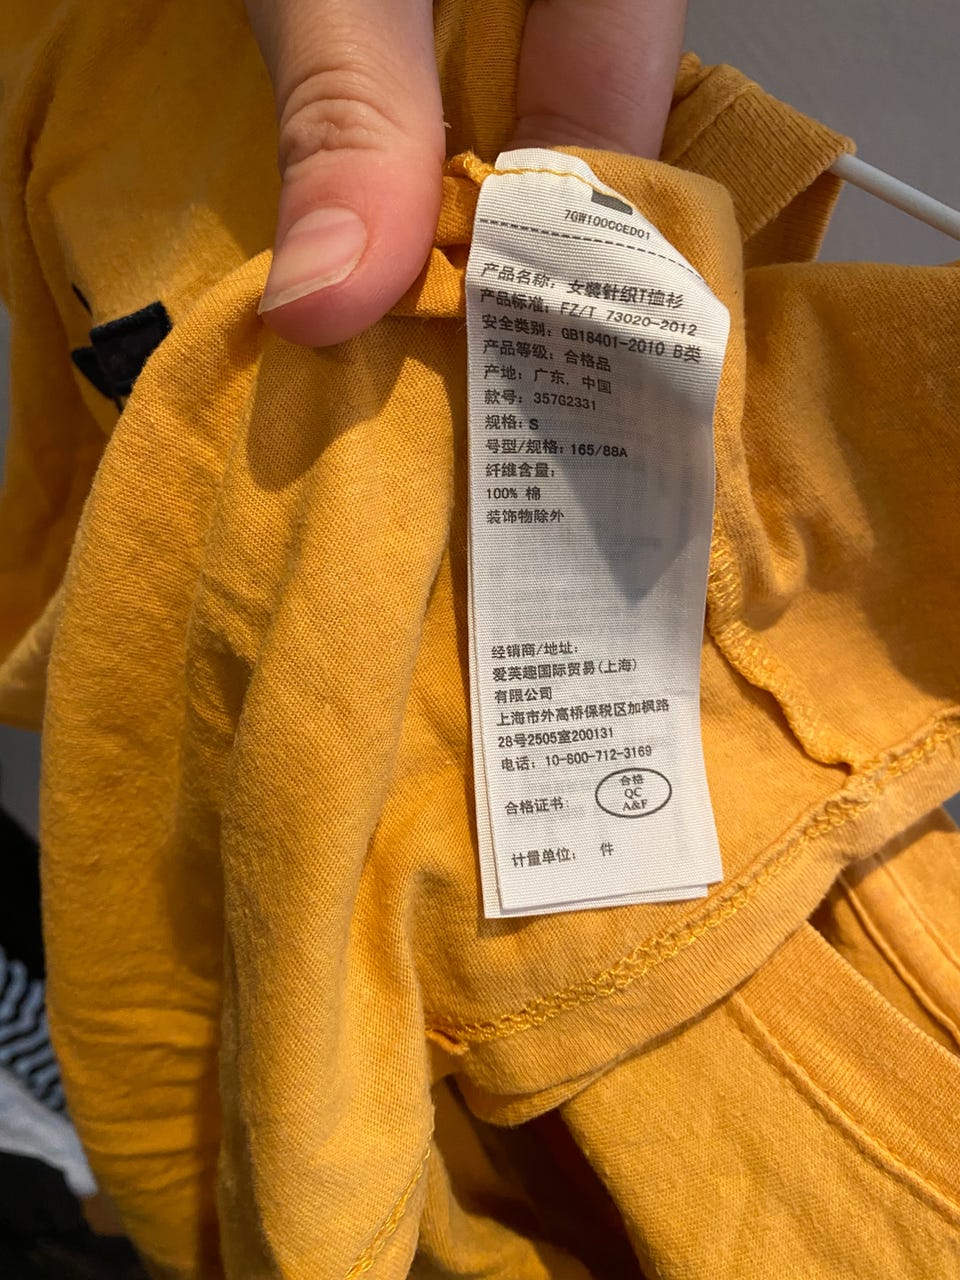 7GWI00CCED01
产品名称: 女裝針织T恤衫
产品标准: FZ/T 73020-2012
安全类别: GB18401-2010 B类
产品等级: 合格品
产地: 广东. 中国
款号: 357G2331
规格: S
号型/规格: 165/88A
纤维含量:
100% 棉
装饰物除外
经销商/地址:
爱芙趣国际贸易(上海)
有限公司
上海市外高桥保税区加枫路
28号2505室200131
电话: 10-800-712-3169
合格证书:
合格
QC
A&F
计量单位: 件